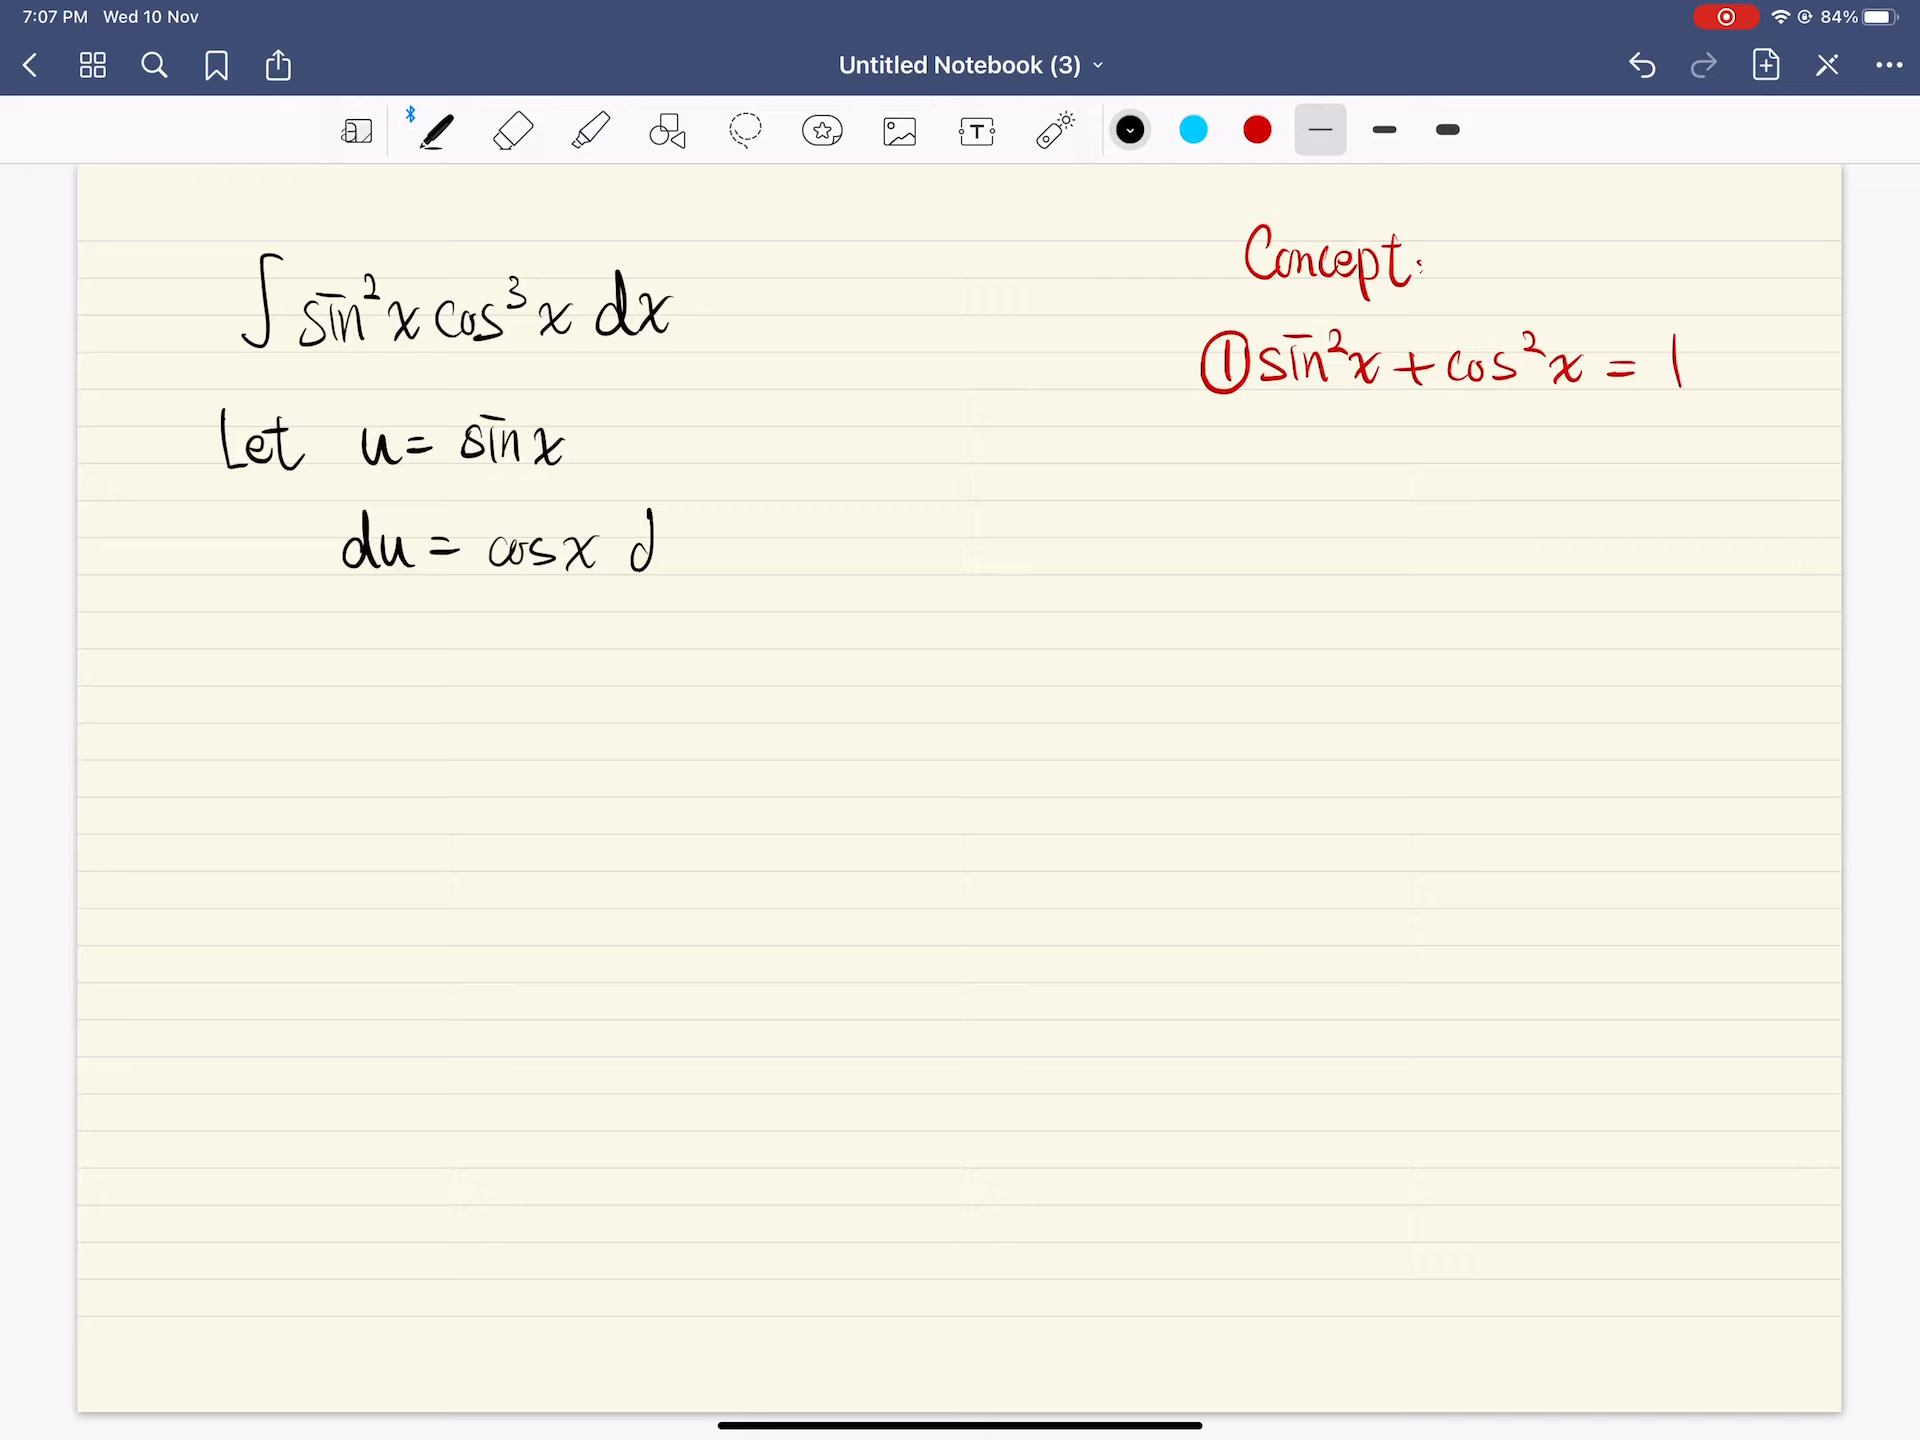 7:07 PM Wed 10 Nov 84%
Untitled Notebook (3)
∫ sin²x cos³x dx
Let u = sin x
du = cos x d
Concept:
① sin²x + cos²x = 1